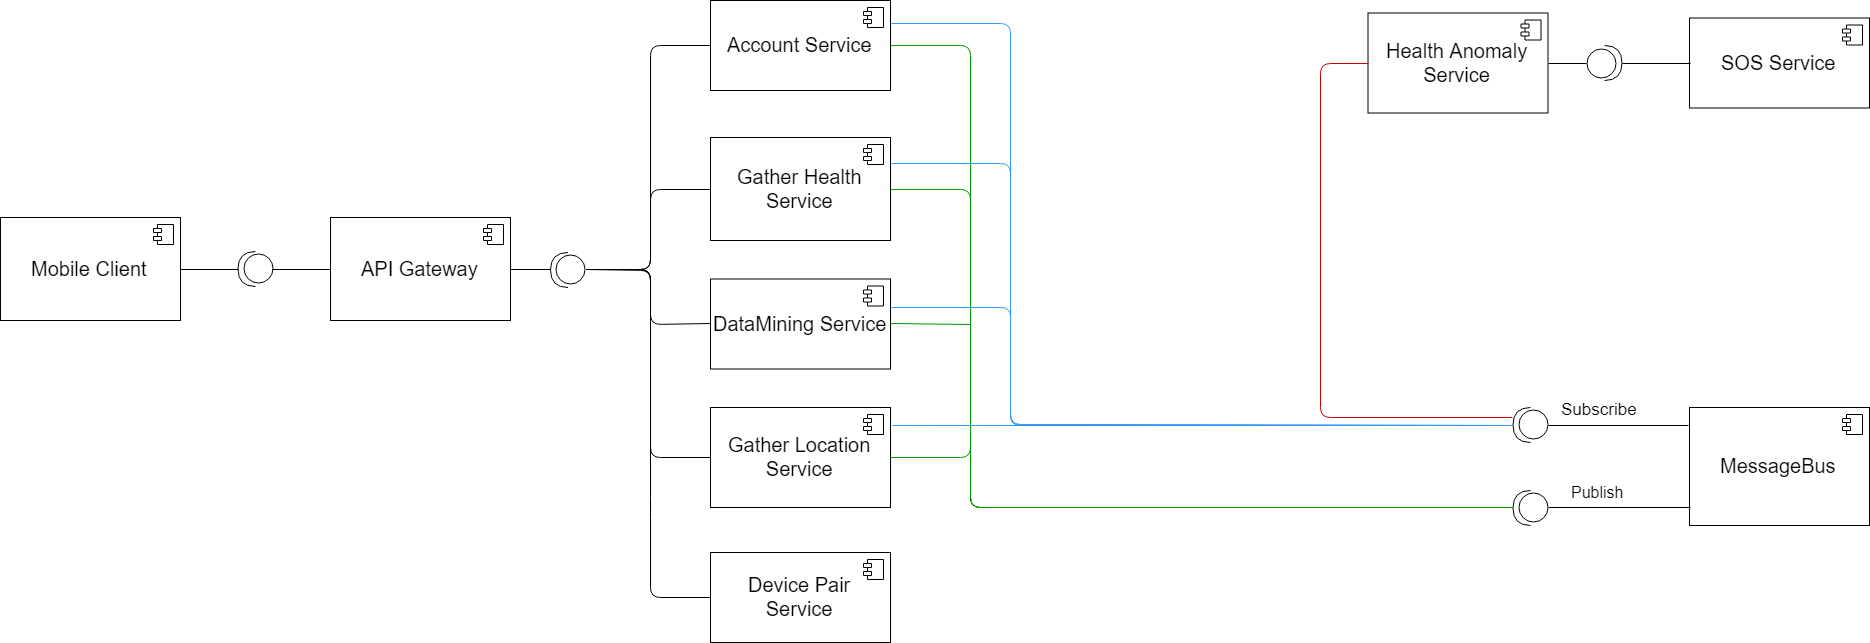 Account Service
Health Anomaly
Service
SOS Service
Gather Health
Service
Mobile Client
API Gateway
DataMining Service
Gather Location
Service
Subscribe
MessageBus
Publish
Device Pair
Service